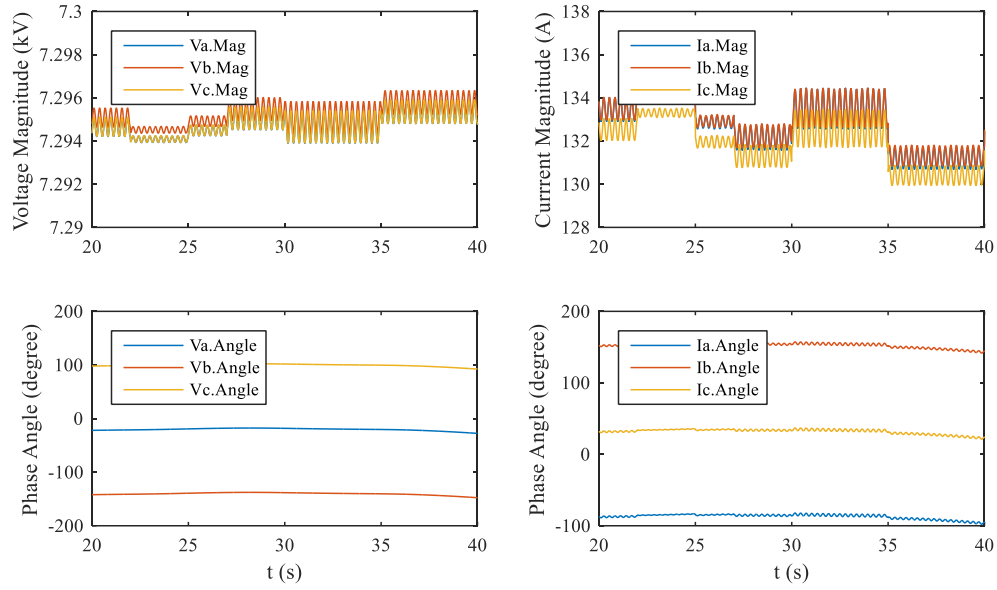 Voltage Magnitude (kV)
7.3
7.298
7.296
7.294
7.292
7.29
Va.Mag
Vb.Mag
Vc.Mag
20 25 30 35 40
Currrent Magnitude (A)
138
136
134
132
130
128
Ia.Mag
Ib.Mag
Ic.Mag
20 25 30 35 40
Phase Angle (degree)
200
100
0
-100
-200
Va.Angle
Vb.Angle
Vc.Angle
20 25 30 35 40
t (s)
Phase Angle (degree)
200
100
0
-100
Ia.Angle
Ib.Angle
Ic.Angle
20 25 30 35 40
t (s)